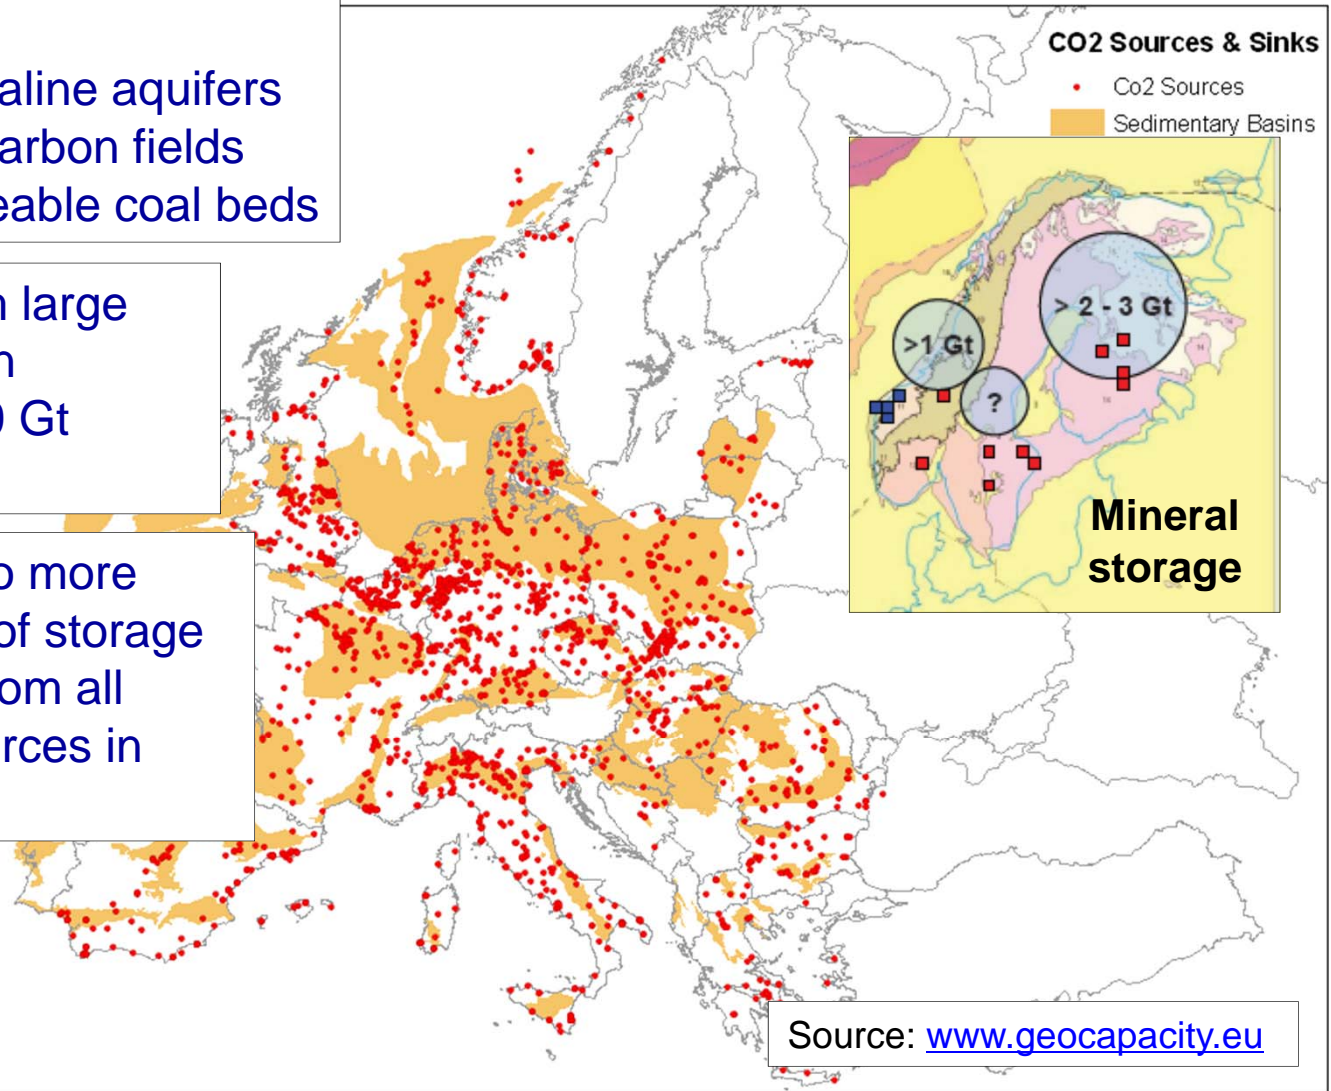 aline aquifers
arbon fields
eable coal beds
n large
n
0 Gt
o more
of storage
om all
rces in
CO2 Sources & Sinks
Co2 Sources
Sedimentary Basins
>1 Gt
> 2 - 3 Gt
?
Mineral
storage
Source: www.geocapacity.eu